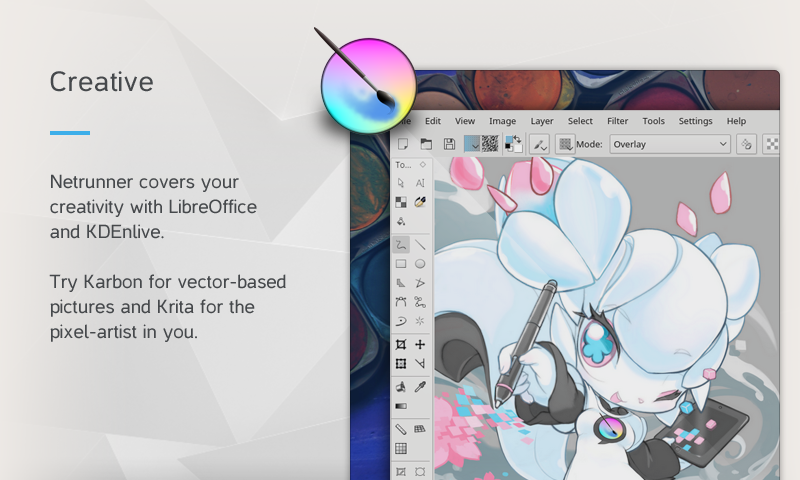 Creative
Netrunner covers your
creativity with LibreOffice
and KDEnlive.
Try Karbon for vector-based
pictures and Krita for the
pixel-artist in you.
Edit View Image Layer Select Filter Tools Settings Help
Mode: Overlay
To...